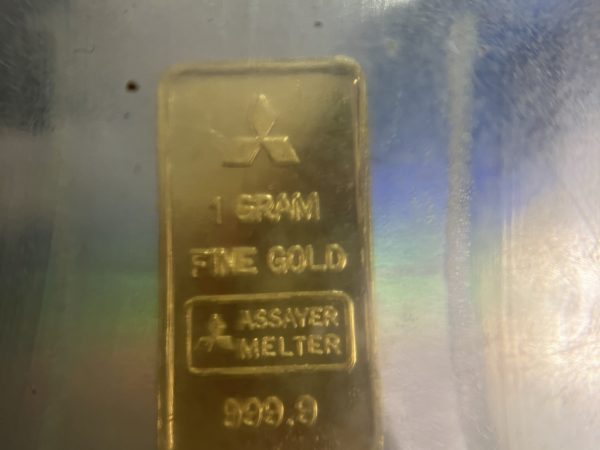 1 GRAM
FINE GOLD
ASSAYER
MELTER
999.9